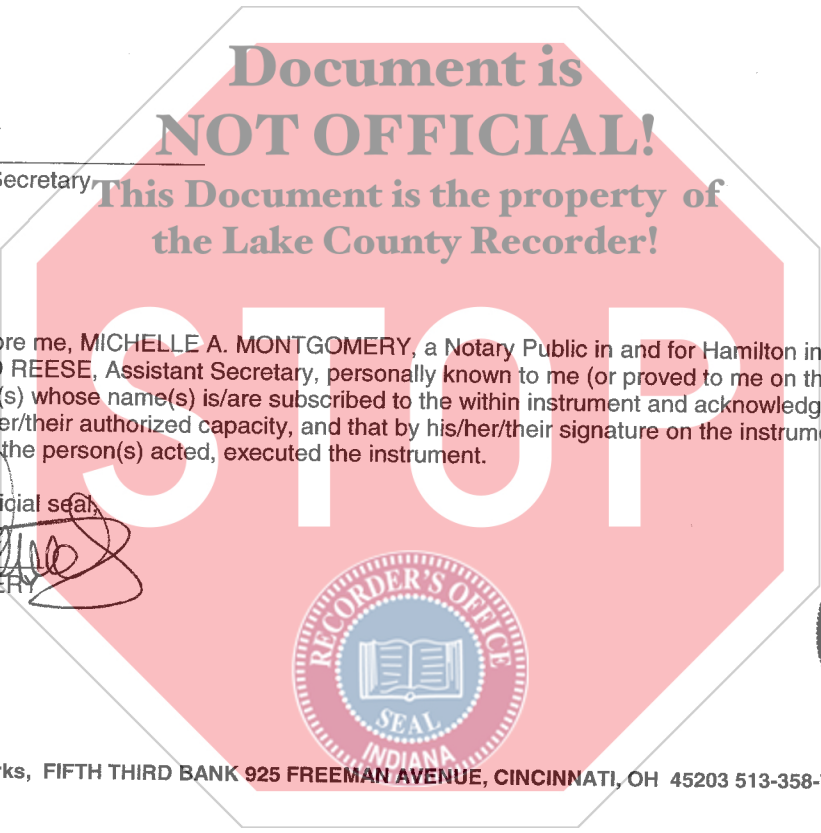 Document is
NOT OFFICIAL!
Secretary
This Document is the property of
the Lake County Recorder!
STOP
ore me, MICHELLE A. MONTGOMERY, a Notary Public in and for Hamilton in
REESE, Assistant Secretary, personally known to me (or proved to me on th
(s) whose name(s) is/are subscribed to the within instrument and acknowledg
er/their authorized capacity, and that by his/her/their signature on the instrum
the person(s) acted, executed the instrument.
icial seal,
ERY
RECORDER'S OFFICE
SEAL
INDIANA
rks, FIFTH THIRD BANK 925 FREEMAN AVENUE, CINCINNATI, OH 45203 513-358-